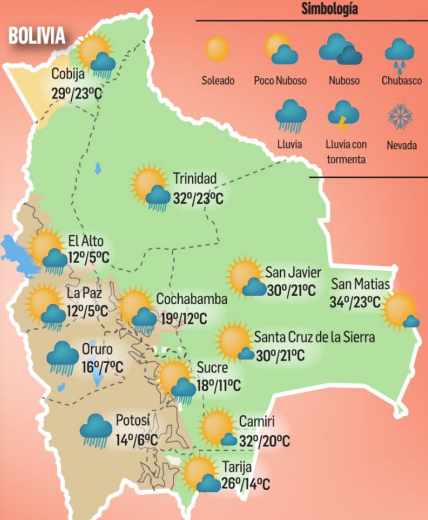 Simbología
BOLIVIA
Soleado
Poco Nuboso
Nuboso
Chubasco
Lluvia
Lluvia con
tormenta
Nevada
Cobija
29º/23ºC
Trinidad
32º/23ºC
El Alto
12º/5ºC
La Paz
12º/5ºC
Cochabamba
19º/12ºC
San Javier
30º/21ºC
San Matias
34º/23ºC
Oruro
16º/7ºC
Santa Cruz de la Sierra
30º/21ºC
Sucre
18º/11ºC
Potosí
14º/6ºC
Camiri
32º/20ºC
Tarija
26º/14ºC